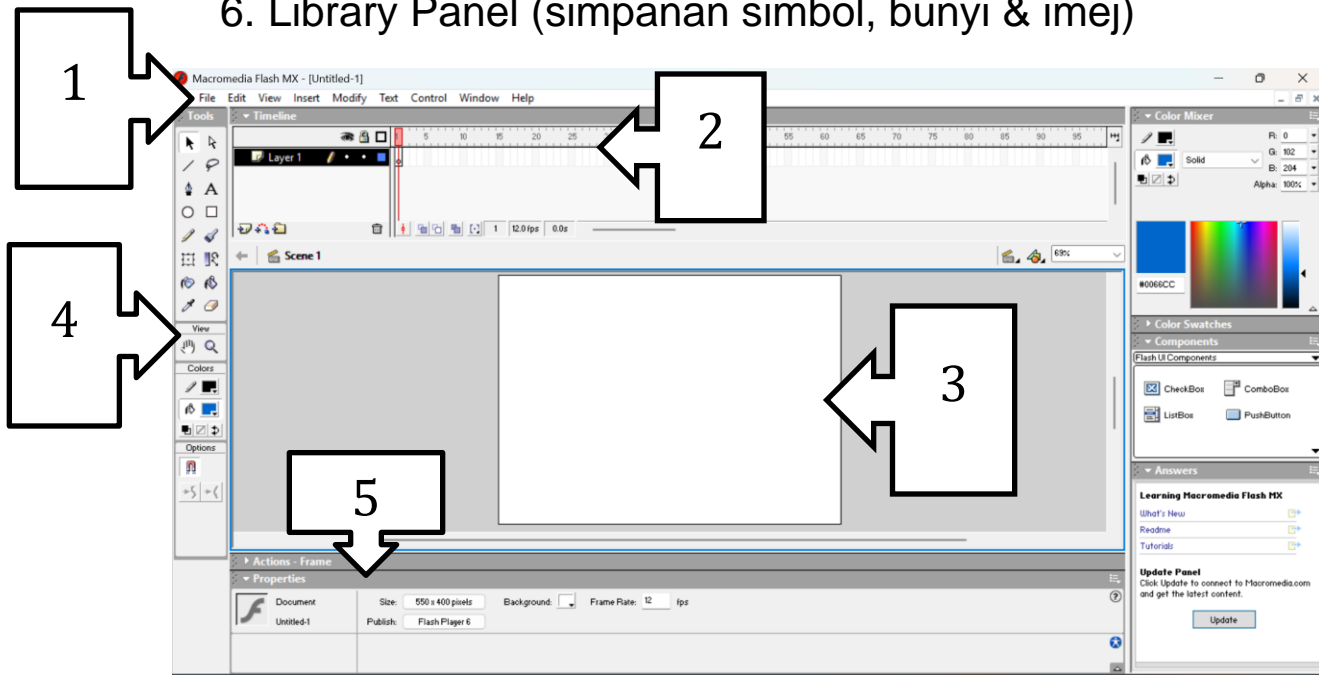 6. Library Panel (simpanan simbol, bunyi & imej)
1
Macromedia Flash MX - [Untitled-1]
File Edit View Insert Modify Text Control Window Help
Tools
Timeline
2
Color Mixer
5 10 15 20 25 55 60 65 70 75 80 85 90 95
R: 0
G: 102
B: 204
Solid
Alpha: 100%
Layer 1
1 12.0 fps 0.0s
Scene 1
69%
#0066CC
4
View
Colors
Options
3
Color Swatches
Components
Flash UI Components
CheckBox ComboBox
ListBox PushButton
5
Answers
Learning Macromedia Flash MX
What's New
Readme
Tutorials
Update Panel
Click Update to connect to Macromedia.com
and get the latest content.
Update
Actions - Frame
Properties
Document Size: 550 x 400 pixels Background: Frame Rate: 12 fps
Untitled-1 Publish: Flash Player 6